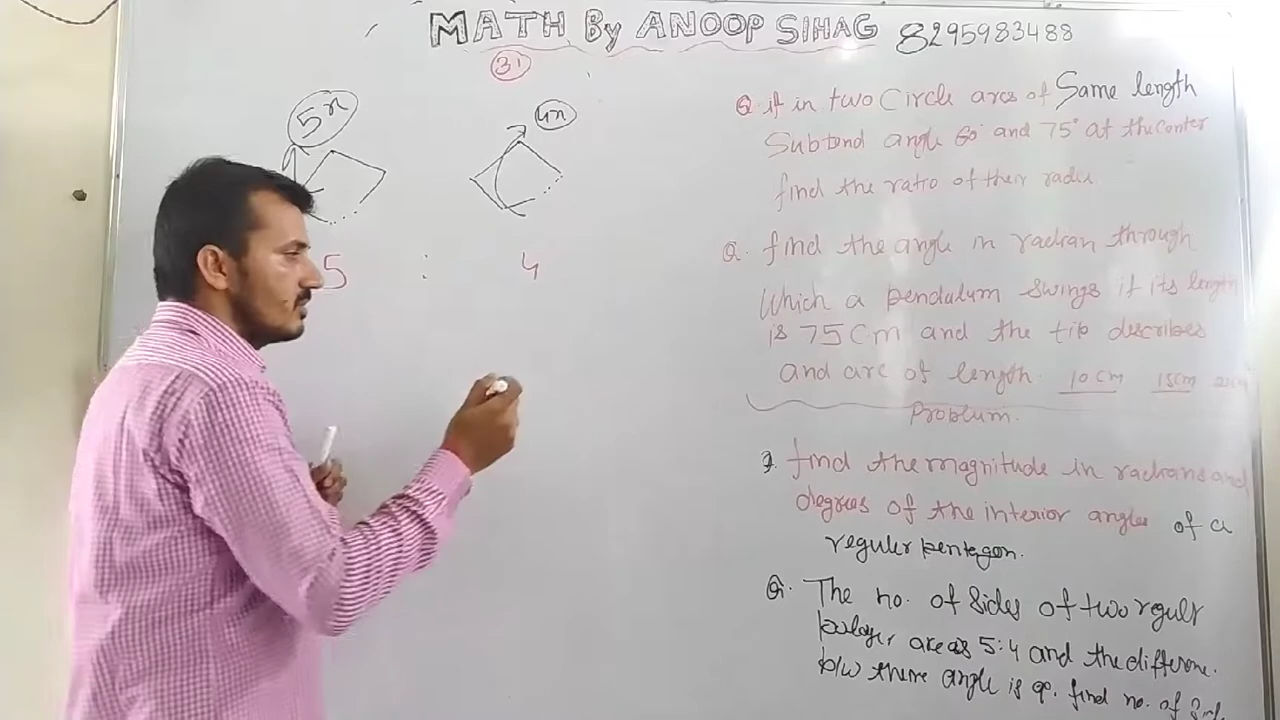 MATH By ANOOP SIHAG 8295983488
31
5x
4x
5 : 4
Q. if in two Circle arcs of Same length
Subtend angle 60° and 75° at the center
find the ratio of their radii
Q. find the angle in radian through
Which a pendulum swings if its length
is 75 Cm and the tip describes
and arc of length 10 cm 15cm 21cm
Problum.
Q. find the magnitude in radians and
degrees of the interior angles of a
reguler pentagon.
Q. The no. of Sides of two regult
are as 5:4 and the difference.
b/w there angle is 9°. find no. of